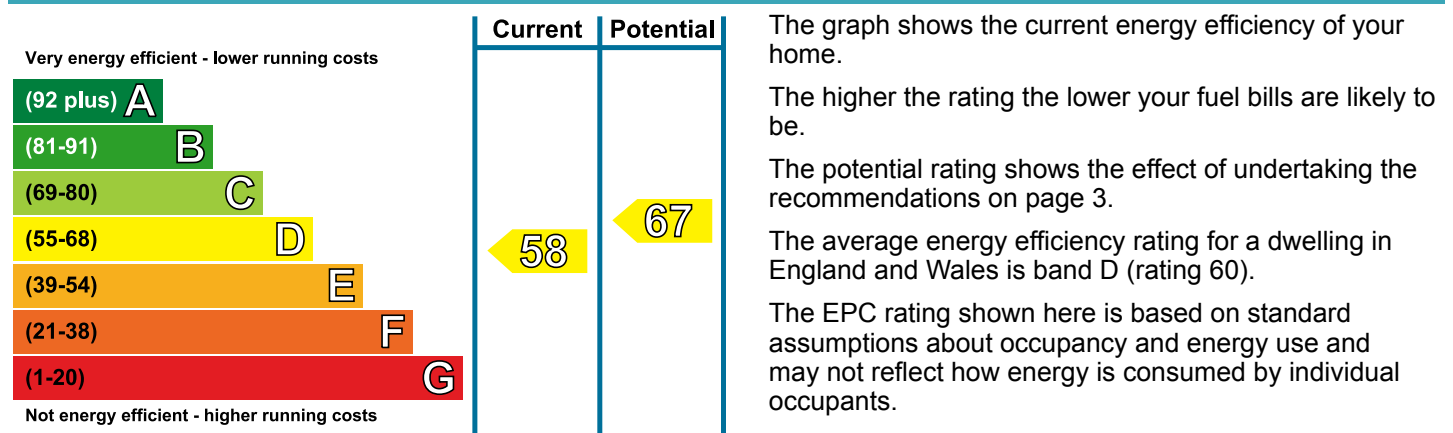 Current Potential
Very energy efficient - lower running costs
(92 plus) A
(81-91) B
(69-80) C
(55-68) D
(39-54) E
(21-38) F
(1-20) G
Not energy efficient - higher running costs
58
67
The graph shows the current energy efficiency of your
home.
The higher the rating the lower your fuel bills are likely to
be.
The potential rating shows the effect of undertaking the
recommendations on page 3.
The average energy efficiency rating for a dwelling in
England and Wales is band D (rating 60).
The EPC rating shown here is based on standard
assumptions about occupancy and energy use and
may not reflect how energy is consumed by individual
occupants.